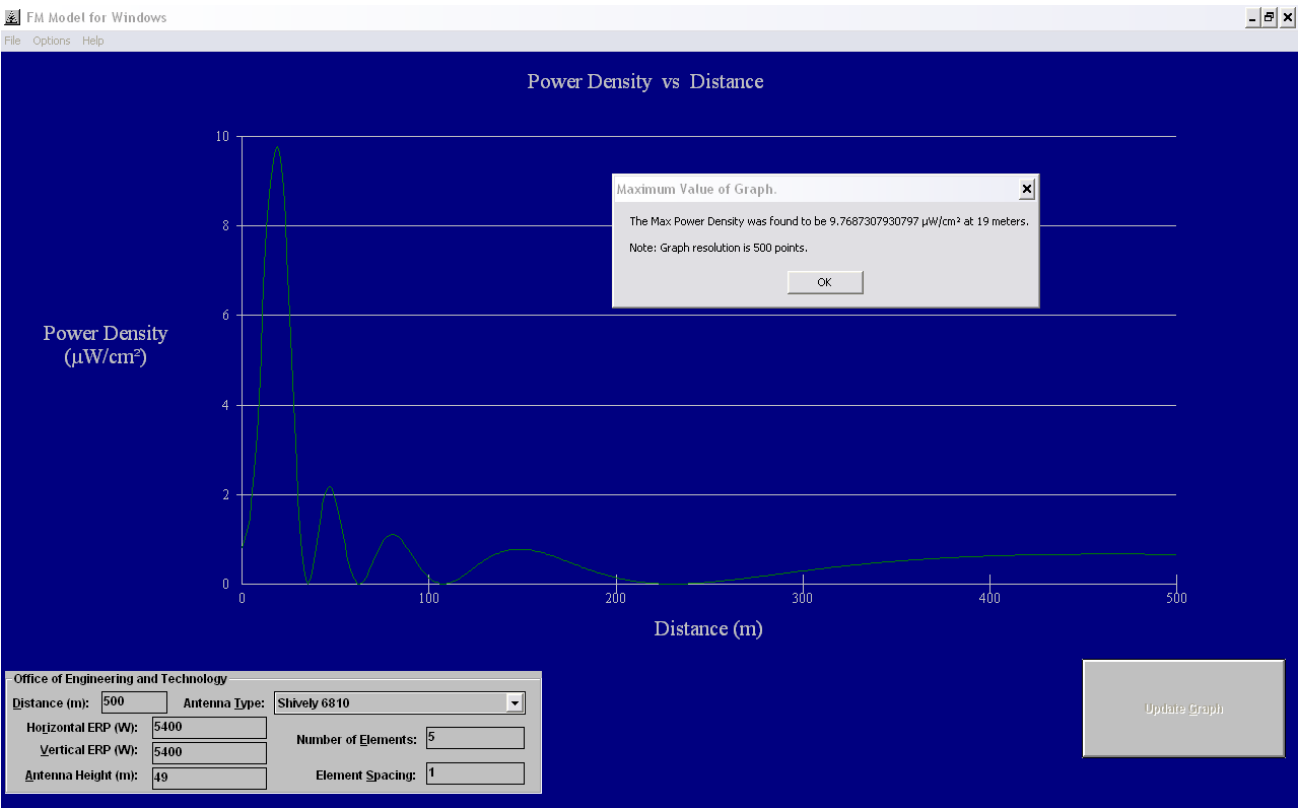 FM Model for Windows
File Options Help
Power Density vs Distance
10
8
6
4
2
0
Power Density
(µW/cm²)
Maximum Value of Graph.
The Max Power Density was found to be 9.7687307930797 µW/cm² at 19 meters.
Note: Graph resolution is 500 points.
OK
0 100 200 300 400 500
Distance (m)
Office of Engineering and Technology
Distance (m): 500 Antenna Type: Shively 6810
Horizontal ERP (W): 5400
Vertical ERP (W): 5400
Antenna Height (m): 49
Number of Elements: 5
Element Spacing: 1
Update Graph